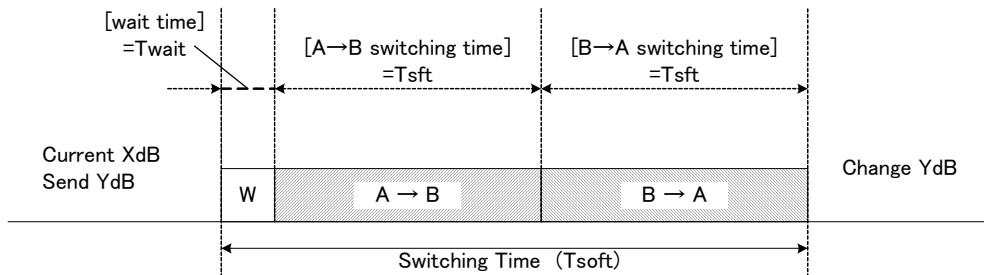 [wait time]
=Twait
[A→B switching time]
=Tsft
[B→A switching time]
=Tsft
Current XdB
Send YdB
W
A → B
B → A
Change YdB
Switching Time (Tsoft)